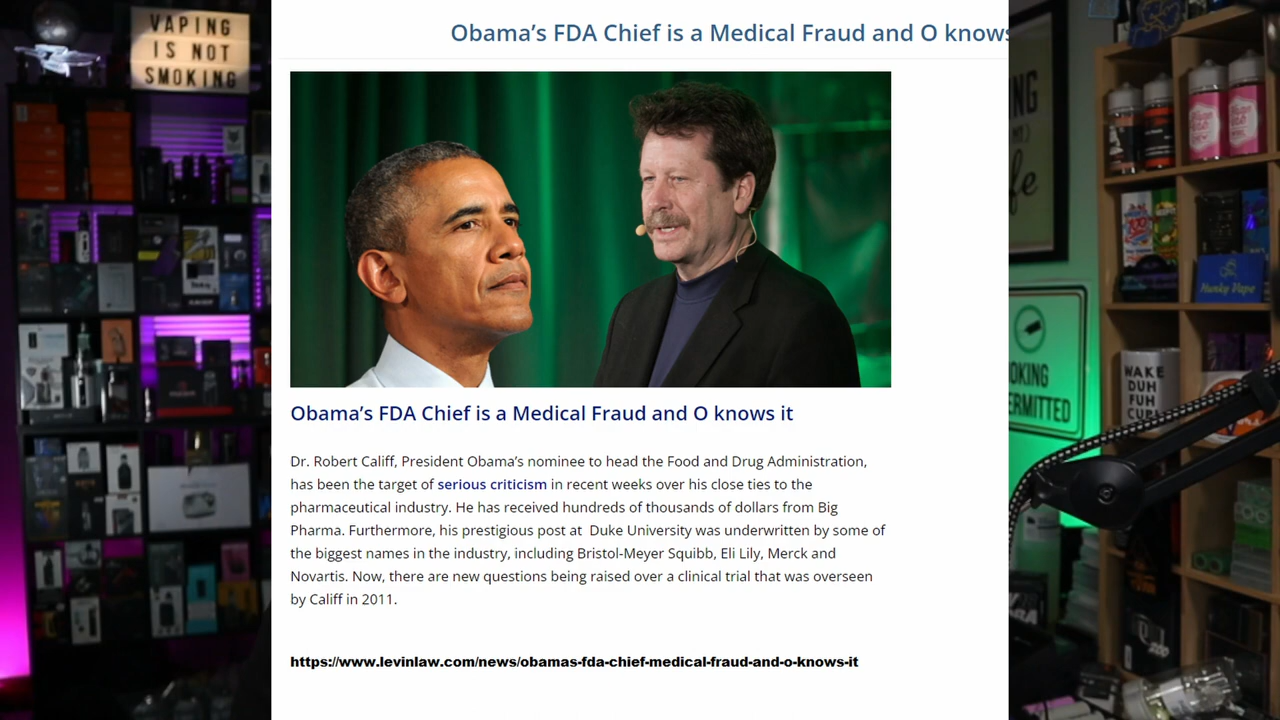 VAPING
IS NOT
SMOKING
Obama's FDA Chief is a Medical Fraud and O knows
Obama's FDA Chief is a Medical Fraud and O knows it
Dr. Robert Califf, President Obama's nominee to head the Food and Drug Administration,
has been the target of serious criticism in recent weeks over his close ties to the
pharmaceutical industry. He has received hundreds of thousands of dollars from Big
Pharma. Furthermore, his prestigious post at Duke University was underwritten by some of
the biggest names in the industry, including Bristol-Meyer Squibb, Eli Lily, Merck and
Novartis. Now, there are new questions being raised over a clinical trial that was overseen
by Califf in 2011.
https://www.levinlaw.com/news/obamas-fda-chief-medical-fraud-and-o-knows-it
NG
fe
Hunky Vape
OKING
ERMITTED
WAKE
DUH
FUH
CUP